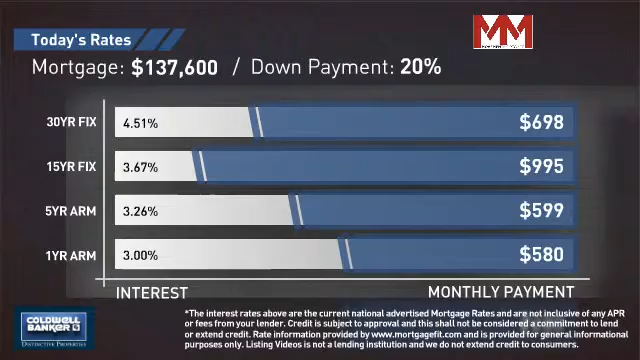 Today's Rates
MM
Mortgage: $137,600 / Down Payment: 20%
30YR FIX 4.51% $698
15YR FIX 3.67% $995
5YR ARM 3.26% $599
1YR ARM 3.00% $580
INTEREST MONTHLY PAYMENT
COLDWELL BANKER CB
DISTINCTIVE PROPERTIES
*The interest rates above are the current national advertised Mortgage Rates and are not inclusive of any APR
or fees from your lender. Credit is subject to approval and this shall not be considered a commitment to lend
or extend credit. Rate information provided by www.mortgagefit.com and is provided for general informational
purposes only. Listing Videos is not a lending institution and we do not extend credit to consumers.